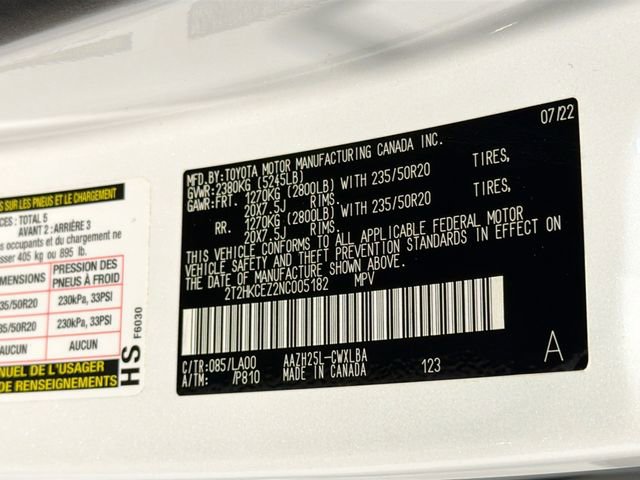 S SUR LES PNEUS ET LE CHARGEMENT
CES : TOTAL 5
AVANT 2 : ARRIÈRE 3
es occupants et du chargement ne
sser 405 kg ou 895 lb.
MENSIONS PRESSION DES PNEUS À FROID
35/50R20 230kPa, 33PSI
35/50R20 230kPa, 33PSI
AUCUN AUCUN
NUEL DE L'USAGER
DE RENSEIGNEMENTS
HS F6030
07/22
MFD.BY:TOYOTA MOTOR MANUFACTURING CANADA INC.
GVWR:2380KG (5245LB)
GAWR:FRT. 1270KG (2800LB) WITH 235/50R20 TIRES,
20X7.5J RIMS.
RR. 1270KG (2800LB) WITH 235/50R20 TIRES,
20X7.5J RIMS.
THIS VEHICLE CONFORMS TO ALL APPLICABLE FEDERAL MOTOR
VEHICLE SAFETY AND THEFT PREVENTION STANDARDS IN EFFECT ON
THE DATE OF MANUFACTURE SHOWN ABOVE.
2T2HKCEZ2NC005182 MPV
C/TR:085/LA00 AAZH25L-CWXLBA
A/TM: /P810 MADE IN CANADA 123 A